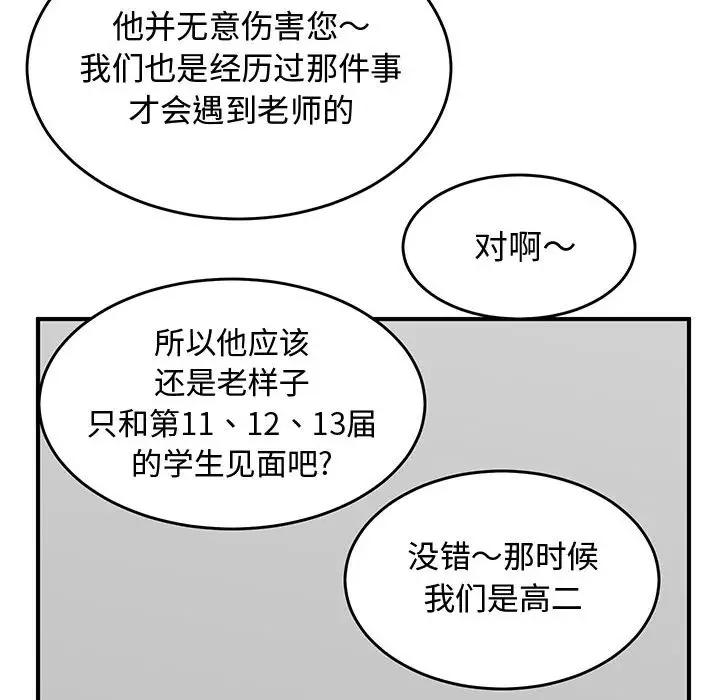 他并无意伤害您～
我们也是经历过那件事
才会遇到老师的
对啊～
所以他应该
还是老样子
只和第11、12、13届
的学生见面吧?
没错～那时候
我们是高二